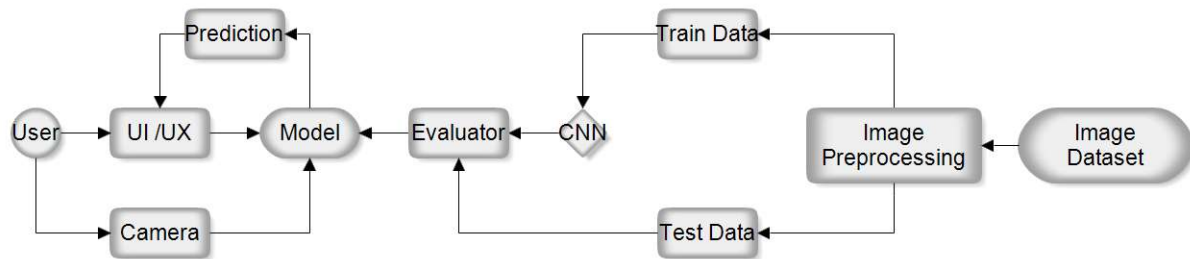 Prediction
Train Data
User
UI /UX
Model
Evaluator
CNN
Image
Preprocessing
Image
Dataset
Camera
Test Data